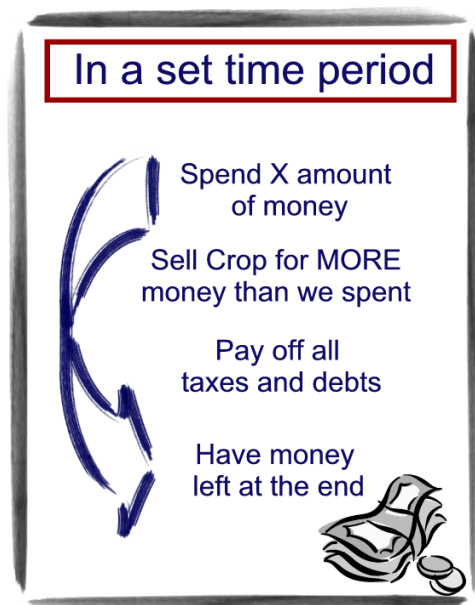 In a set time period
Spend X amount
of money
Sell Crop for MORE
money than we spent
Pay off all
taxes and debts
Have money
left at the end